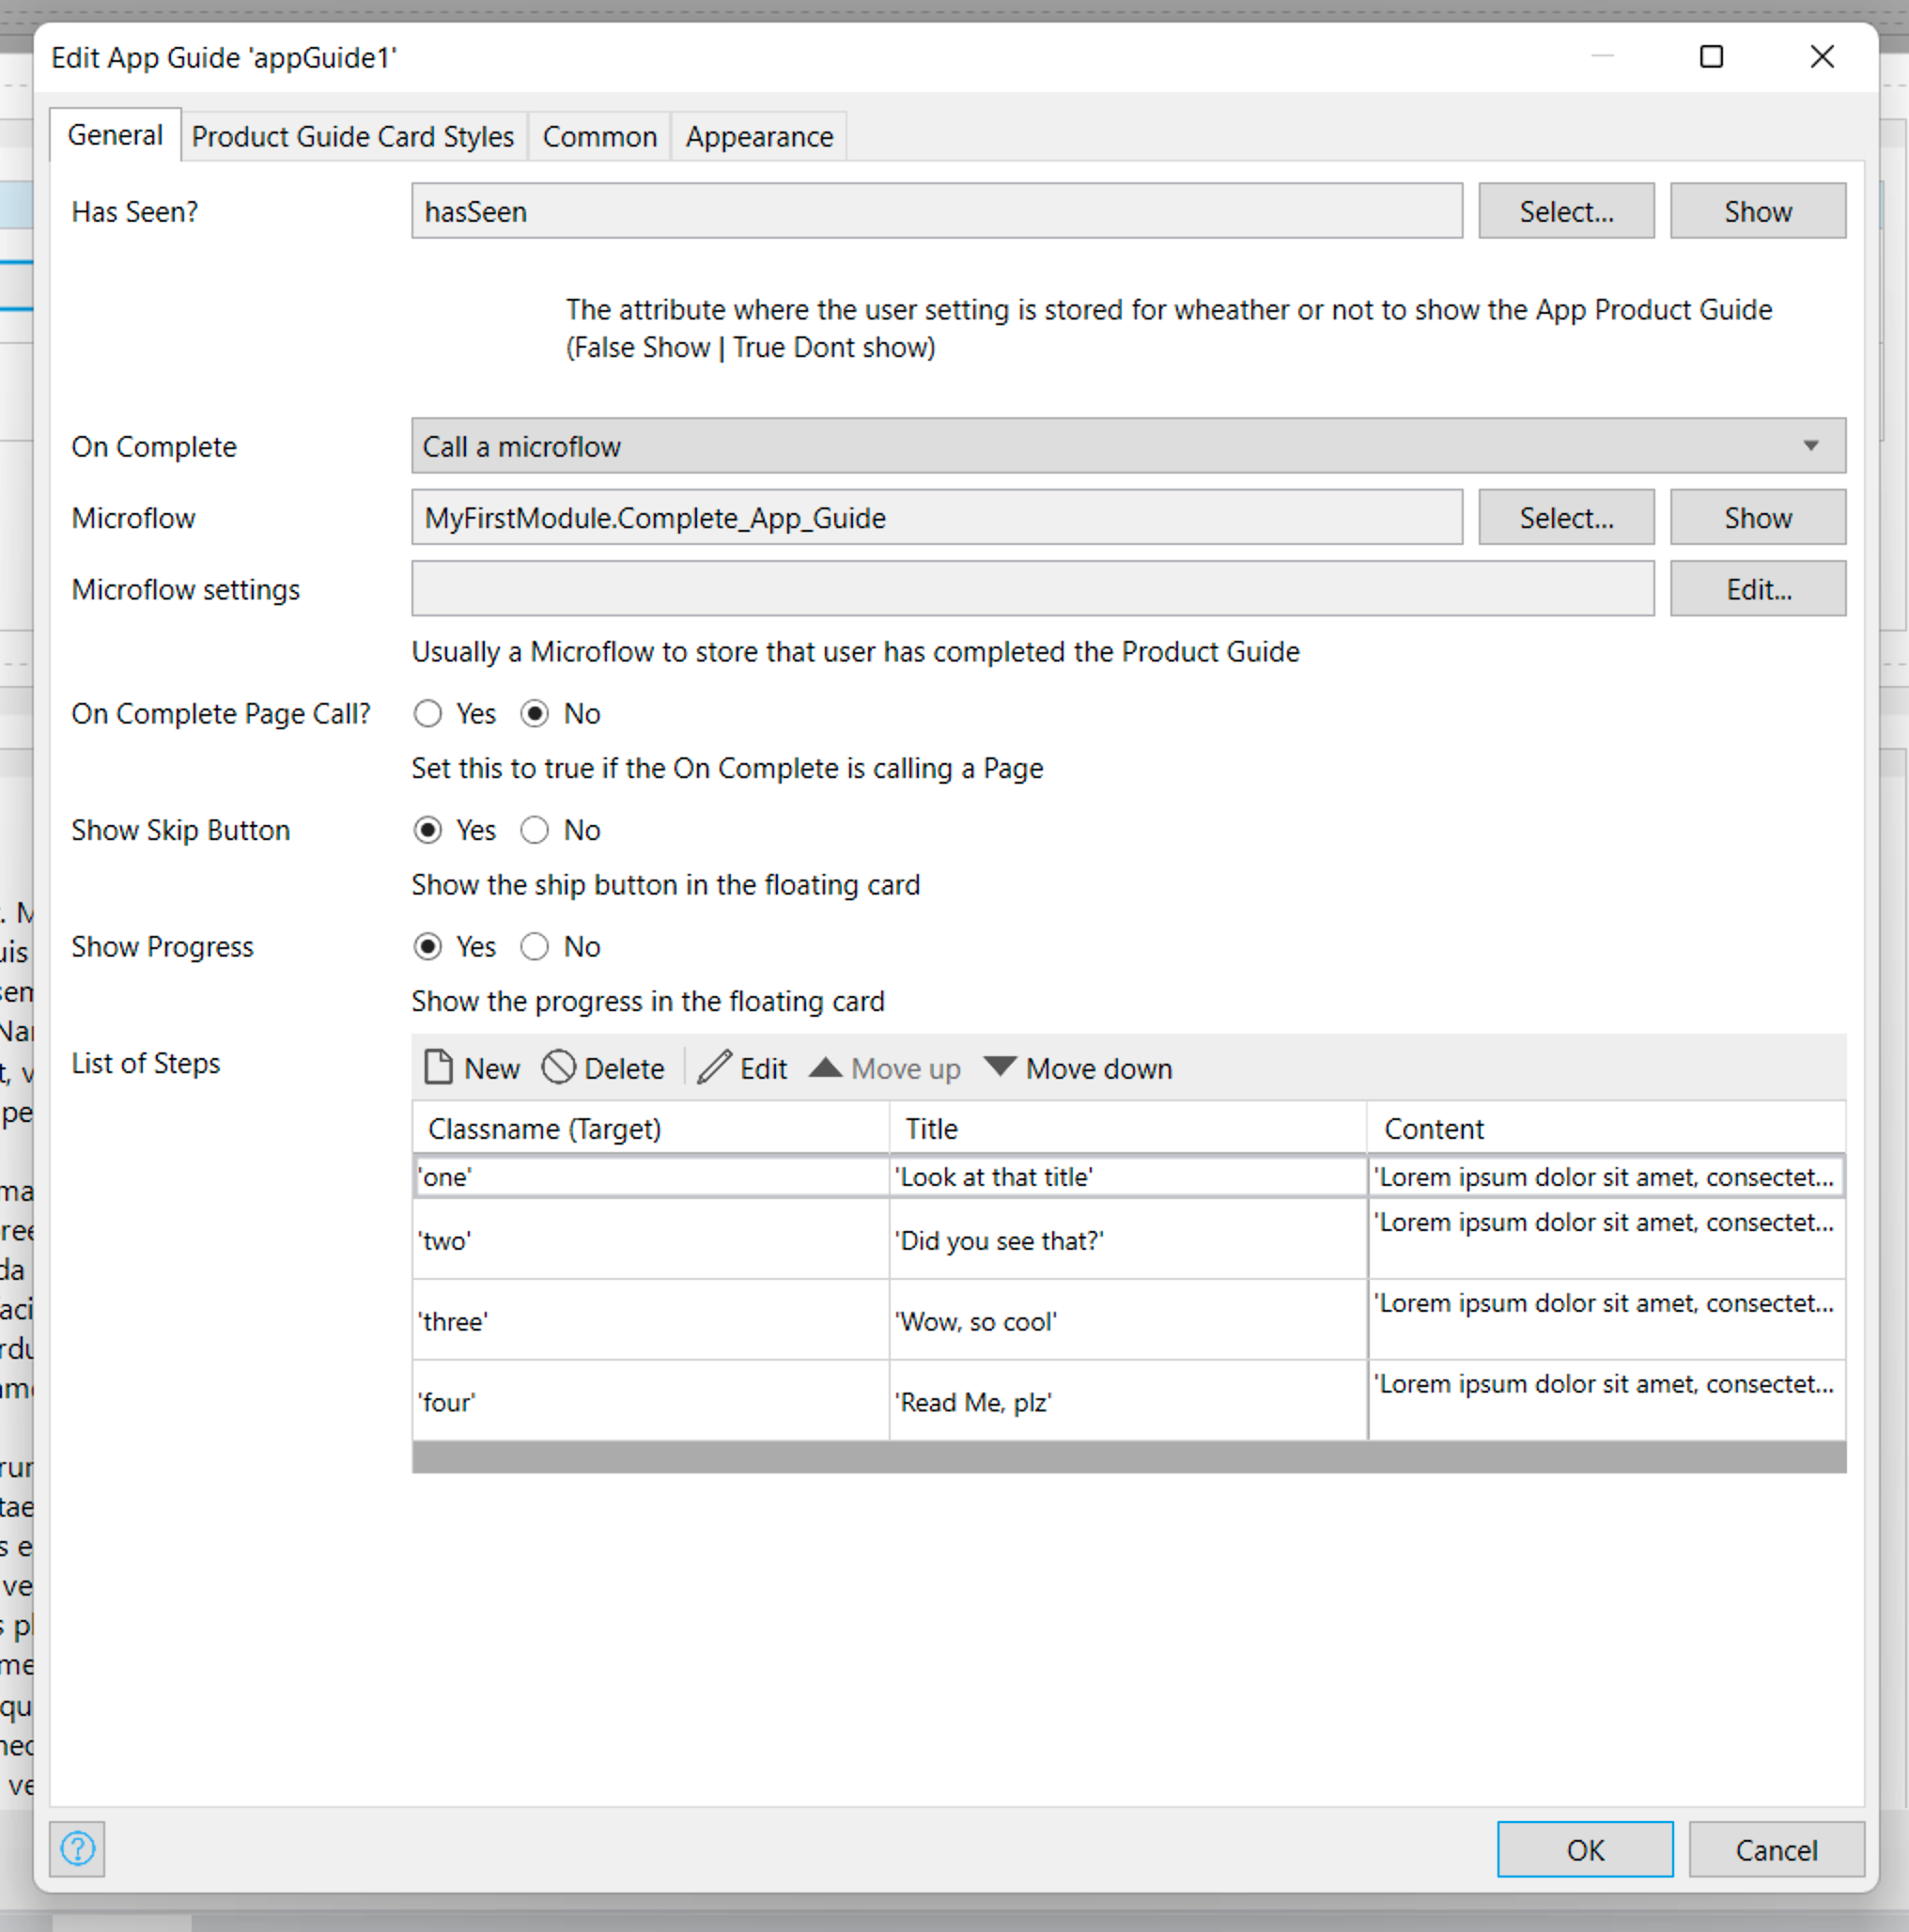 Edit App Guide 'appGuide1'
General Product Guide Card Styles Common Appearance
Has Seen? hasSeen Select... Show
The attribute where the user setting is stored for wheather or not to show the App Product Guide
(False Show | True Dont show)
On Complete Call a microflow
Microflow MyFirstModule.Complete_App_Guide Select... Show
Microflow settings Edit...
Usually a Microflow to store that user has completed the Product Guide
On Complete Page Call? Yes No
Set this to true if the On Complete is calling a Page
Show Skip Button Yes No
Show the ship button in the floating card
Show Progress Yes No
Show the progress in the floating card
List of Steps New Delete Edit Move up Move down
Classname (Target) Title Content
'one' 'Look at that title' 'Lorem ipsum dolor sit amet, consectet...
'two' 'Did you see that?' 'Lorem ipsum dolor sit amet, consectet...
'three' 'Wow, so cool' 'Lorem ipsum dolor sit amet, consectet...
'four' 'Read Me, plz' 'Lorem ipsum dolor sit amet, consectet...
OK Cancel